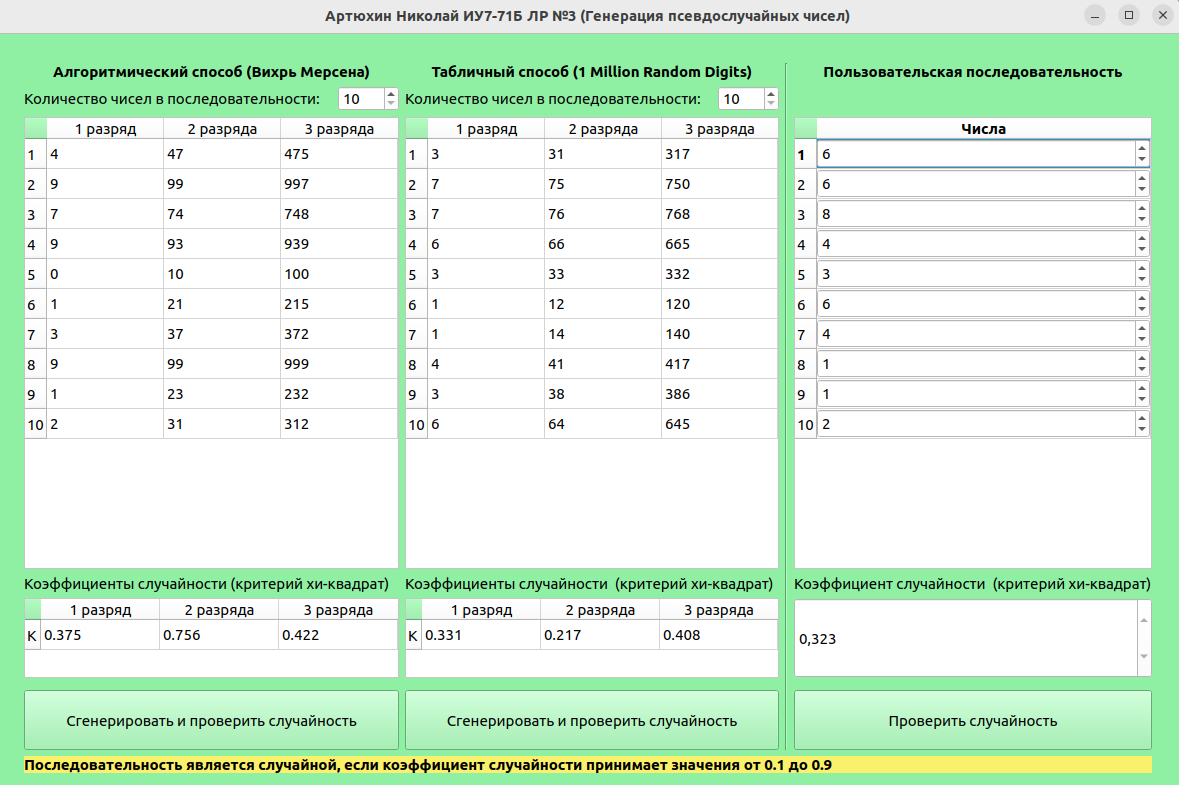 Артюхин Николай ИУ7-71Б ЛР №3 (Генерация псевдослучайных чисел)
Алгоритмический способ (Вихрь Мерсена)
Количество чисел в последовательности: 10
1 разряд 2 разряда 3 разряда
1 4 47 475
2 9 99 997
3 7 74 748
4 9 93 939
5 0 10 100
6 1 21 215
7 3 37 372
8 9 99 999
9 1 23 232
10 2 31 312
Коэффициенты случайности (критерий хи-квадрат)
1 разряд 2 разряда 3 разряда
K 0.375 0.756 0.422
Сгенерировать и проверить случайность
Табличный способ (1 Million Random Digits)
Количество чисел в последовательности: 10
1 разряд 2 разряда 3 разряда
1 3 31 317
2 7 75 750
3 7 76 768
4 6 66 665
5 3 33 332
6 1 12 120
7 1 14 140
8 4 41 417
9 3 38 386
10 6 64 645
Коэффициенты случайности (критерий хи-квадрат)
1 разряд 2 разряда 3 разряда
K 0.331 0.217 0.408
Сгенерировать и проверить случайность
Пользовательская последовательность
Числа
1 6
2 6
3 8
4 4
5 3
6 6
7 4
8 1
9 1
10 2
Коэффициент случайности (критерий хи-квадрат)
0,323
Проверить случайность
Последовательность является случайной, если коэффициент случайности принимает значения от 0.1 до 0.9